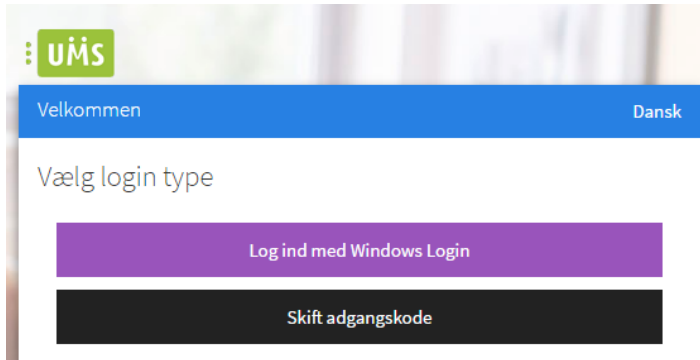 UMS
Velkommen
Dansk
Vælg login type
Log ind med Windows Login
Skift adgangskode